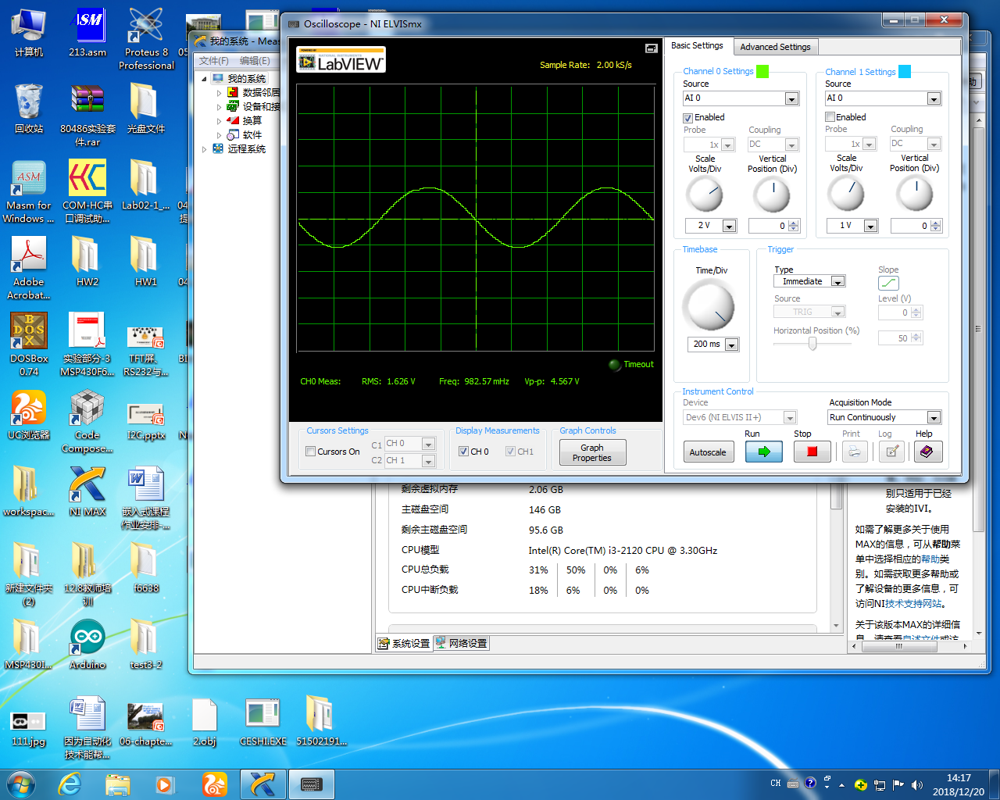 Oscilloscope - NI ELVISmx
POWERED BY
NATIONAL INSTRUMENTS
LabVIEW
Sample Rate: 2.00 kS/s
Timeout
CH0 Meas: RMS: 1.626 V Freq: 982.57 mHz Vp-p: 4.567 V
Basic Settings
Advanced Settings
Channel 0 Settings
Source
AI 0
Enabled
Probe Coupling
1x DC
Scale Vertical
Volts/Div Position (Div)
2 V 0
Channel 1 Settings
Source
AI 0
Enabled
Probe Coupling
1x DC
Scale Vertical
Volts/Div Position (Div)
1 V 0
Timebase
Time/Div
200 ms
Trigger
Type Slope
Immediate
Source Level (V)
TRIG 0
Horizontal Position (%)
50
Cursors Settings
Cursors On
C1 CH 0
C2 CH 1
Display Measurements
CH 0 CH1
Graph Controls
Graph
Properties
Instrument Control
Device Acquisition Mode
Dev6 (NI ELVIS II+) Run Continuously
Run Stop Print Log Help
Autoscale
我的系统 - Meas
文件(F) 编辑(E)
我的系统
数据邻居
设备和接
换算
软件
远程系统
剩余虚拟内存 2.06 GB
主磁盘空间 146 GB
剩余主磁盘空间 95.6 GB
CPU模型 Intel(R) Core(TM) i3-2120 CPU @ 3.30GHz
CPU总负载 31% 50% 0% 6%
CPU中断负载 18% 6% 0% 0%
系统设置 网络设置
助
别只适用于已经
安装的IVI。
如需了解更多关于使用
MAX的信息，可从帮助菜
单中选择相应的帮助类
别。如需获取更多帮助或
了解设备的更多信息，可
访问NI技术支持网站。
关于该版本MAX的详细信
计算机
ASM
213.asm
Proteus 8
Professional
05
回收站
80486实验套
件.rar
光盘文件
ASM
Masm for
Windows ...
COM-HC串
口调试助...
Lab02-1_...
04
提
Adobe
Acrobat...
HW2
HW1
04
DOSBox
0.74
实验部分-3
MSP430F6...
TFT屏、
RS232与...
BI
UC浏览器
Code
Compose...
I2C.pptx
N
workspac...
NI MAX
嵌入式课程
作业安排-...
新建文件夹
(2)
12.8教师培
训
f6638
MSP430I...
Arduino
test3-2
111.jpg
因为自动化
技术能帮...
06-chapte...
2.obj
CESHI.EXE
51502191...
CH
14:17
2018/12/20